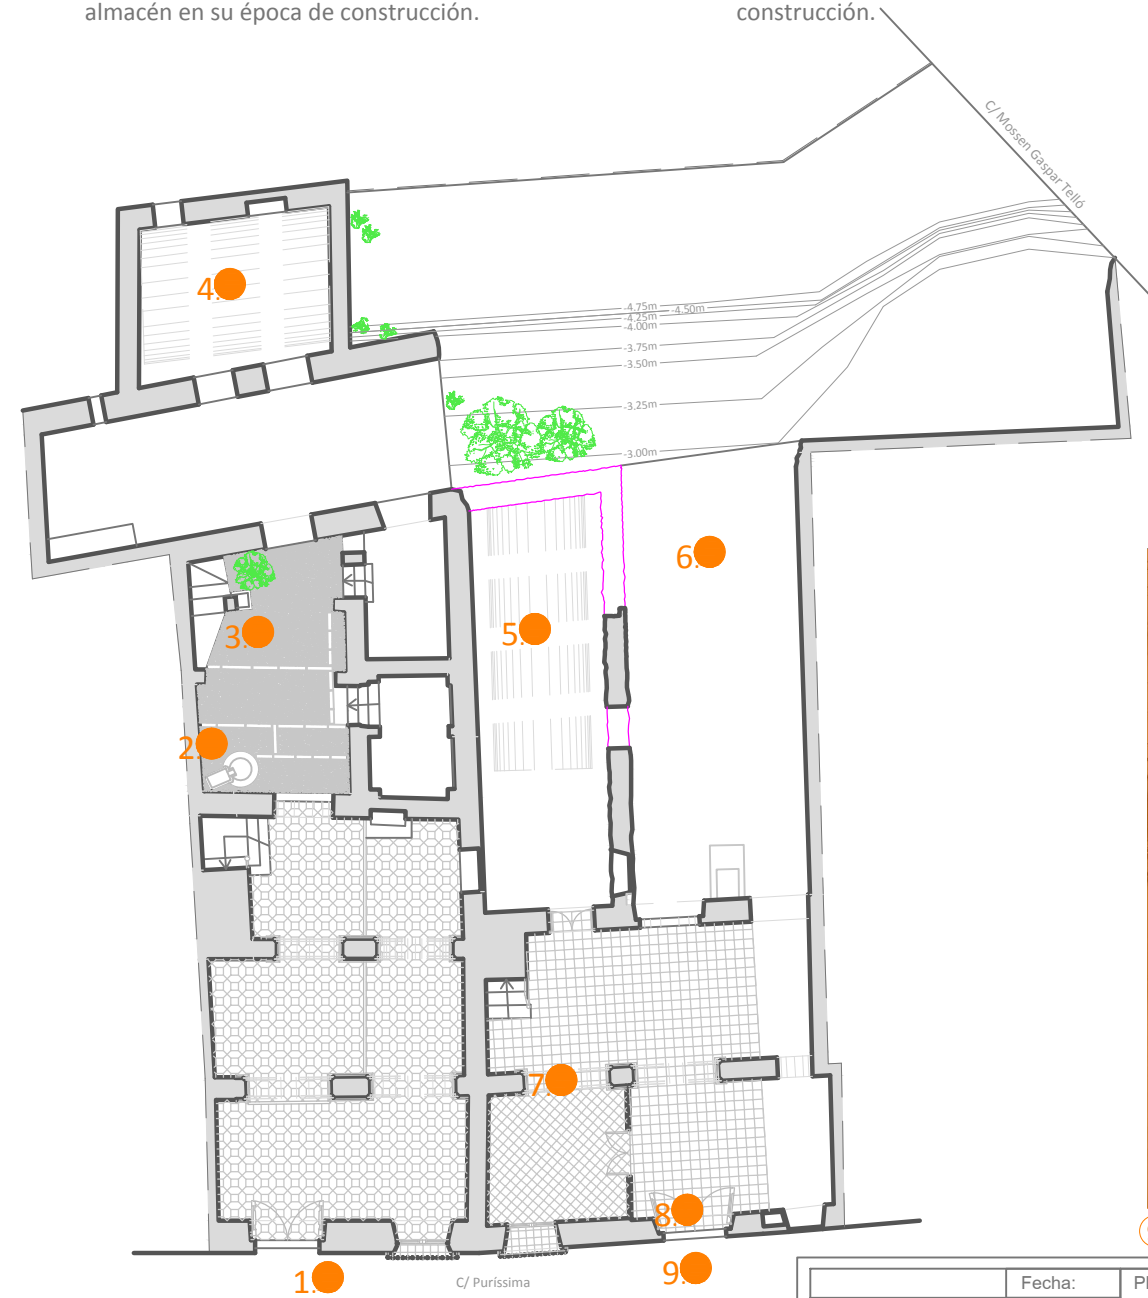 almacén en su época de construcción.
construcción.
C/ Mossen Gaspar Telló
4.
-4.75m
-4.50m
-4.25m
-4.00m
-3.75m
-3.50m
-3.25m
-3.00m
6.
5.
3.
2.
7.
8.
9.
1.
C/ Puríssima
Fecha: